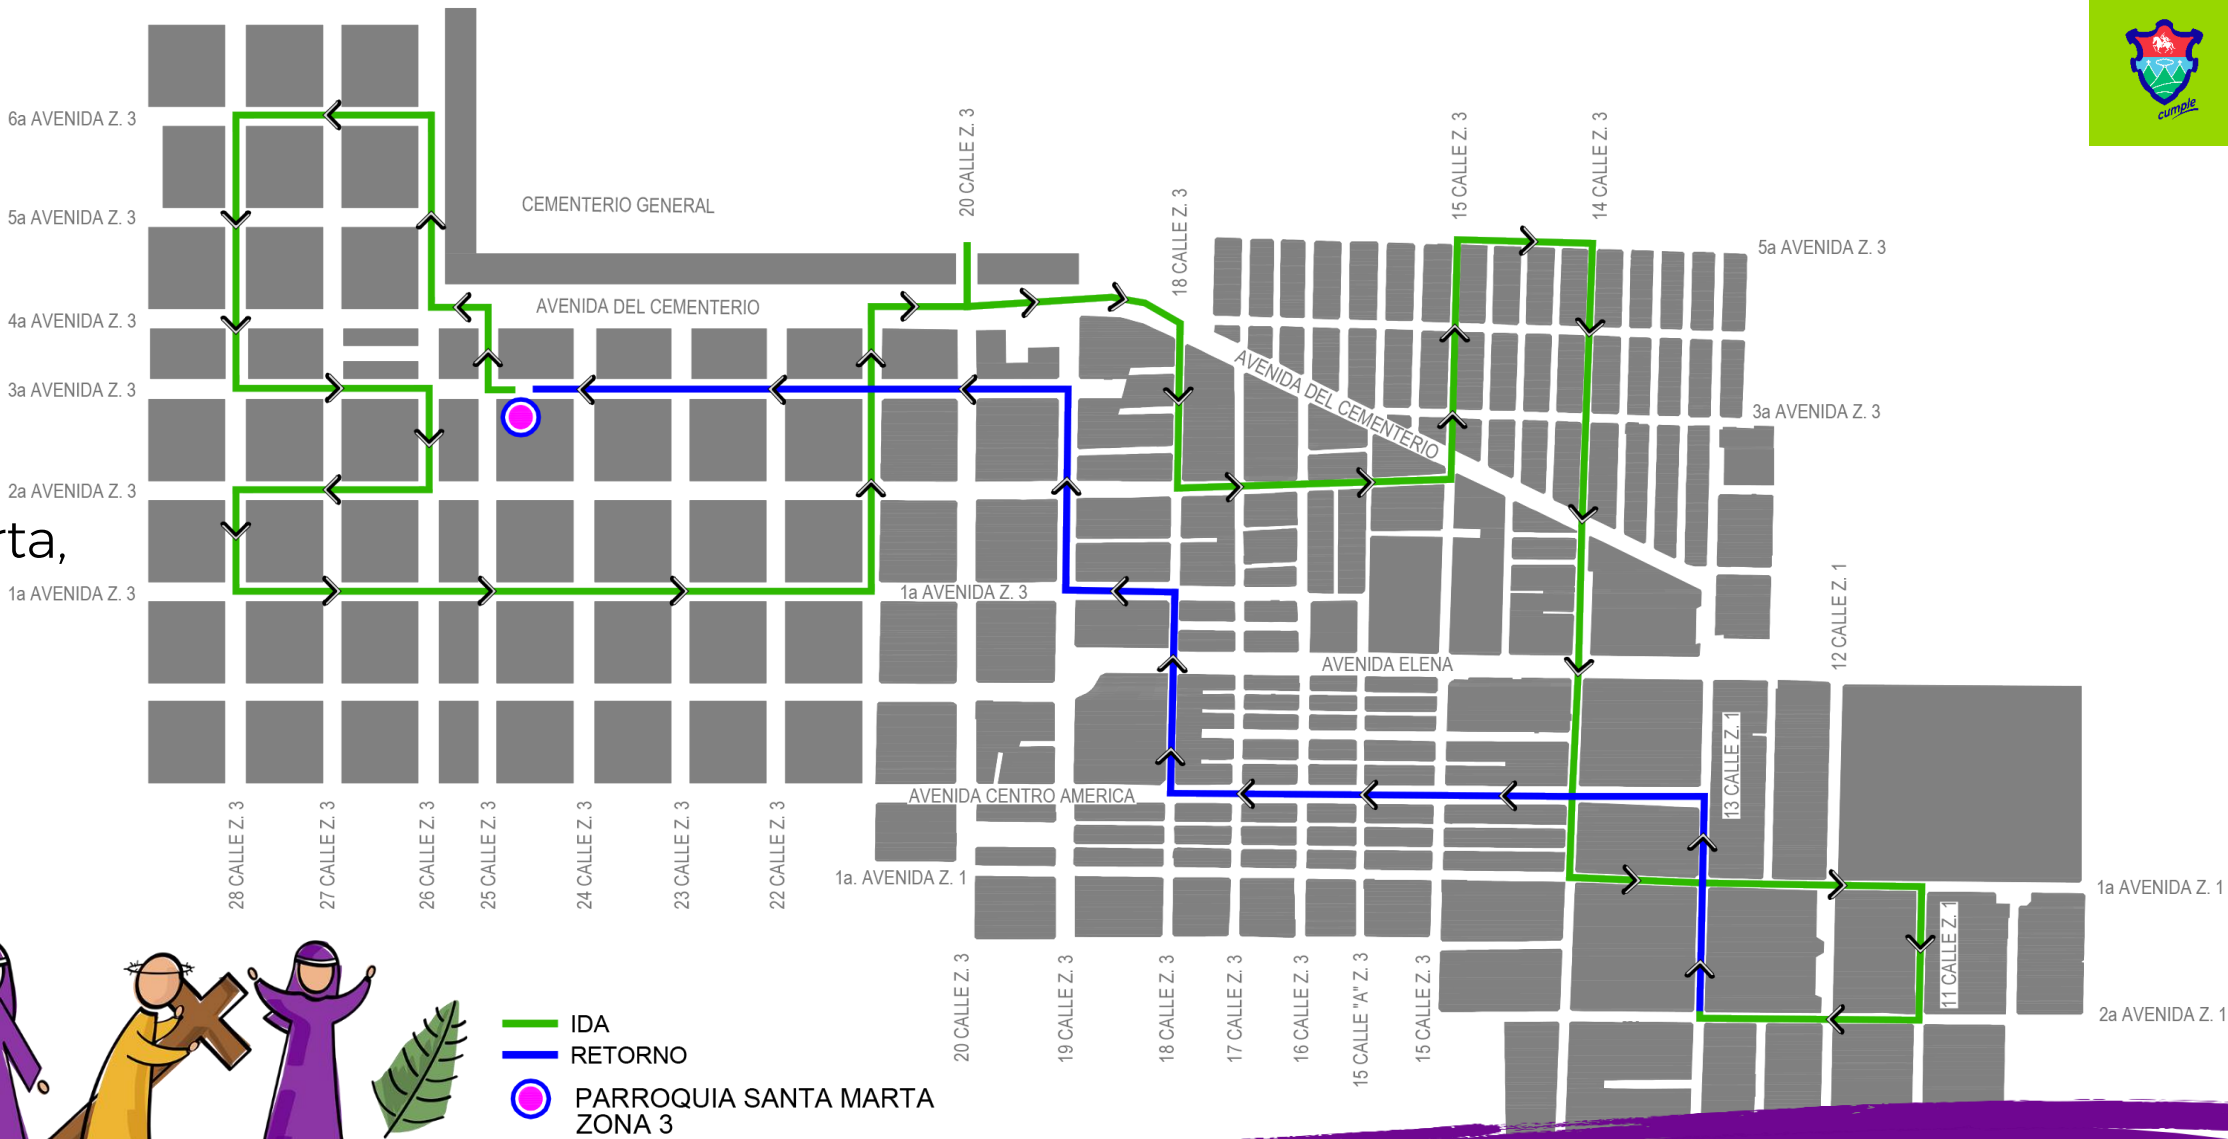 cumple
6a AVENIDA Z. 3
5a AVENIDA Z. 3
4a AVENIDA Z. 3
3a AVENIDA Z. 3
2a AVENIDA Z. 3
rta,
1a AVENIDA Z. 3
CEMENTERIO GENERAL
AVENIDA DEL CEMENTERIO
20 CALLE Z. 3
18 CALLE Z. 3
15 CALLE Z. 3
14 CALLE Z. 3
5a AVENIDA Z. 3
3a AVENIDA Z. 3
AVENIDA DEL CEMENTERIO
1a AVENIDA Z. 3
AVENIDA ELENA
12 CALLE Z. 1
13 CALLE Z. 1
AVENIDA CENTRO AMERICA
1a. AVENIDA Z. 1
1a AVENIDA Z. 1
11 CALLE Z. 1
2a AVENIDA Z. 1
28 CALLE Z. 3
27 CALLE Z. 3
26 CALLE Z. 3
25 CALLE Z. 3
24 CALLE Z. 3
23 CALLE Z. 3
22 CALLE Z. 3
20 CALLE Z. 3
19 CALLE Z. 3
18 CALLE Z. 3
17 CALLE Z. 3
16 CALLE Z. 3
15 CALLE "A" Z. 3
15 CALLE Z. 3
IDA
RETORNO
PARROQUIA SANTA MARTA
ZONA 3